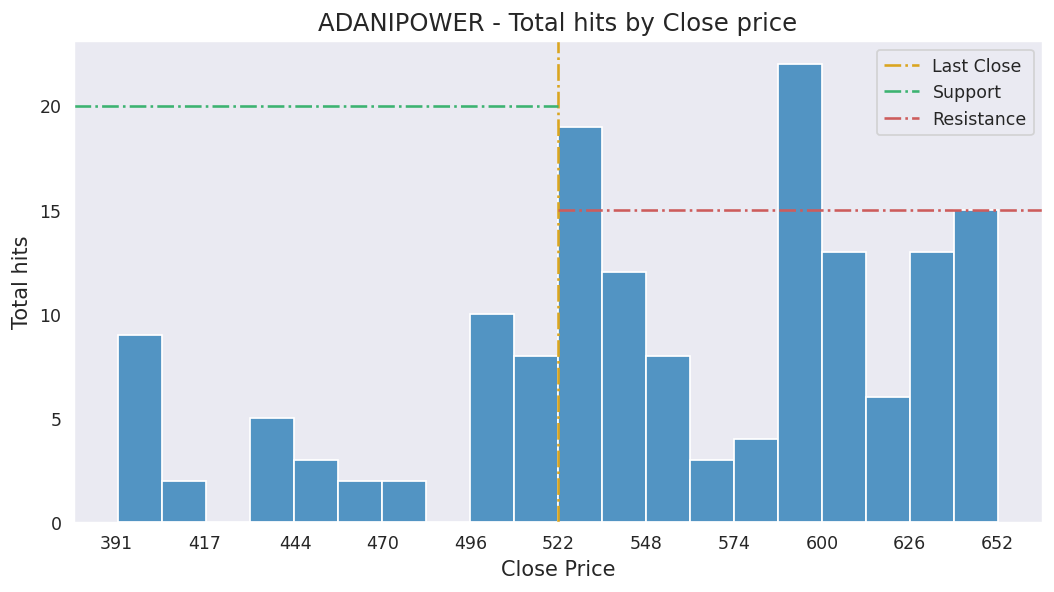 ADANIPOWER - Total hits by Close price
Last Close
Support
Resistance
Total hits
20
15
10
5
0
391 417 444 470 496 522 548 574 600 626 652
Close Price